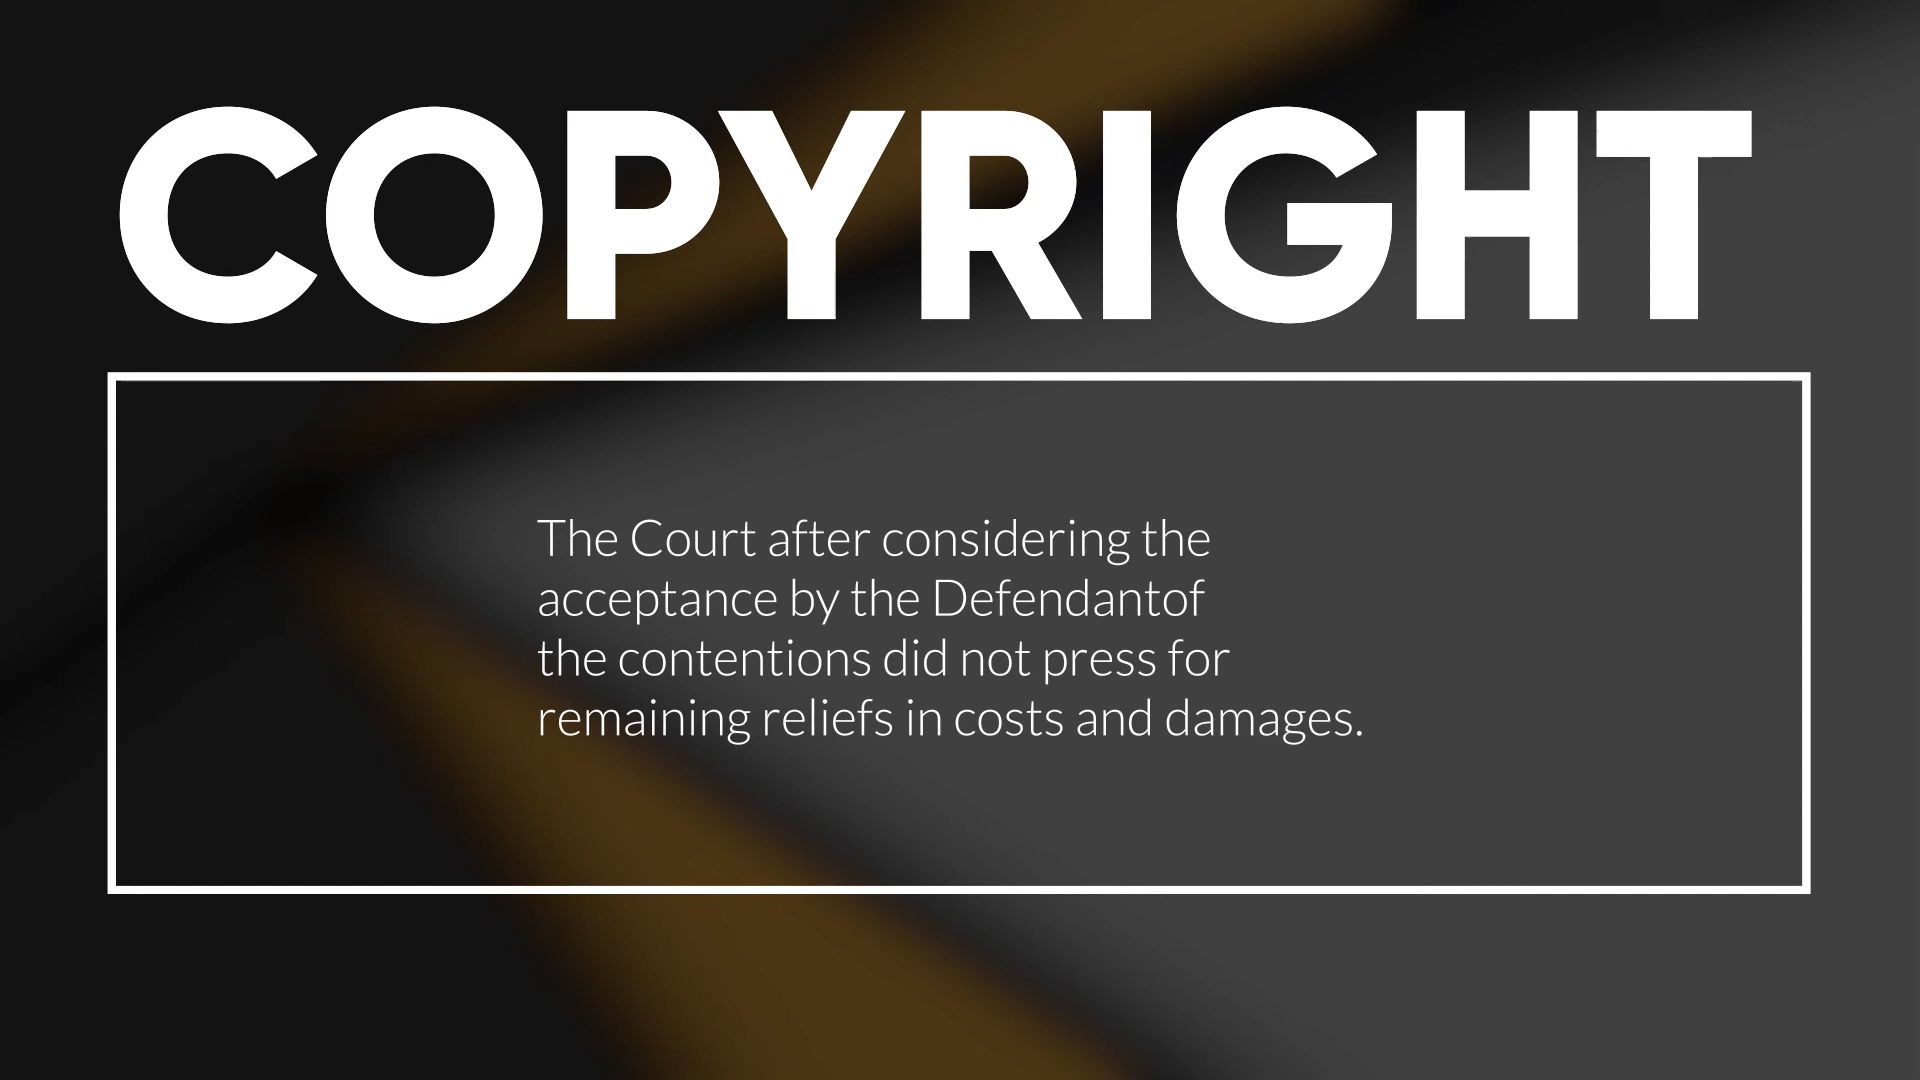 COPYRIGHT
The Court after considering the
acceptance by the Defendantof
the contentions did not press for
remaining reliefs in costs and damages.